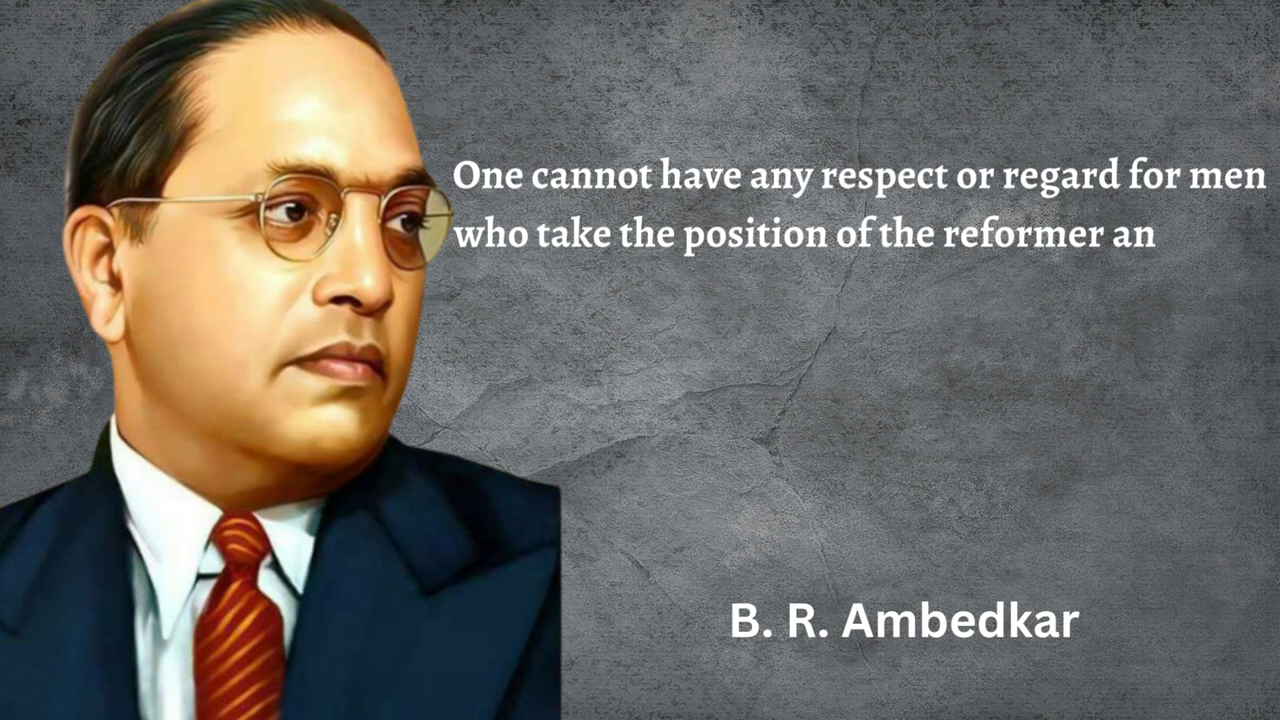 One cannot have any respect or regard for men
who take the position of the reformer an
B. R. Ambedkar